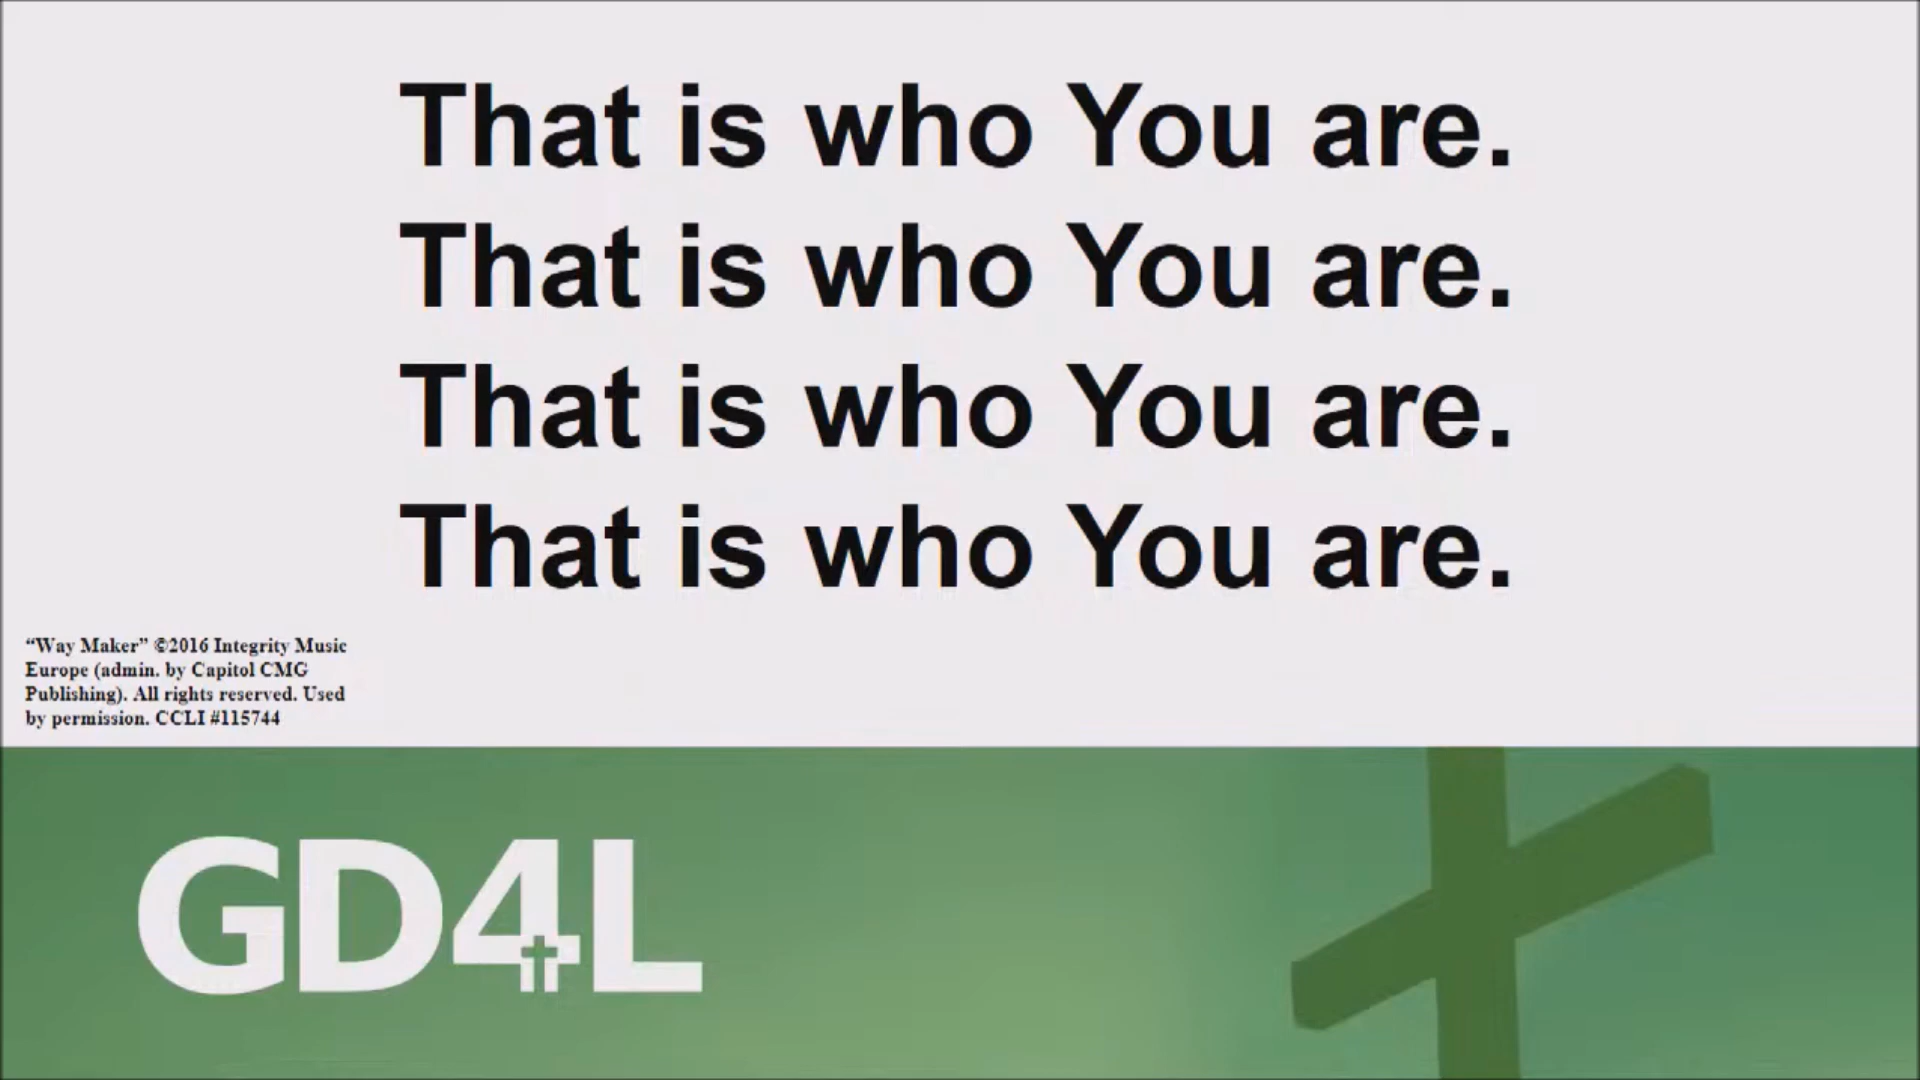 That is who You are.
That is who You are.
That is who You are.
That is who You are.
“Way Maker” ©2016 Integrity Music
Europe (admin. by Capitol CMG
Publishing). All rights reserved. Used
by permission. CCLI #115744
GD4L